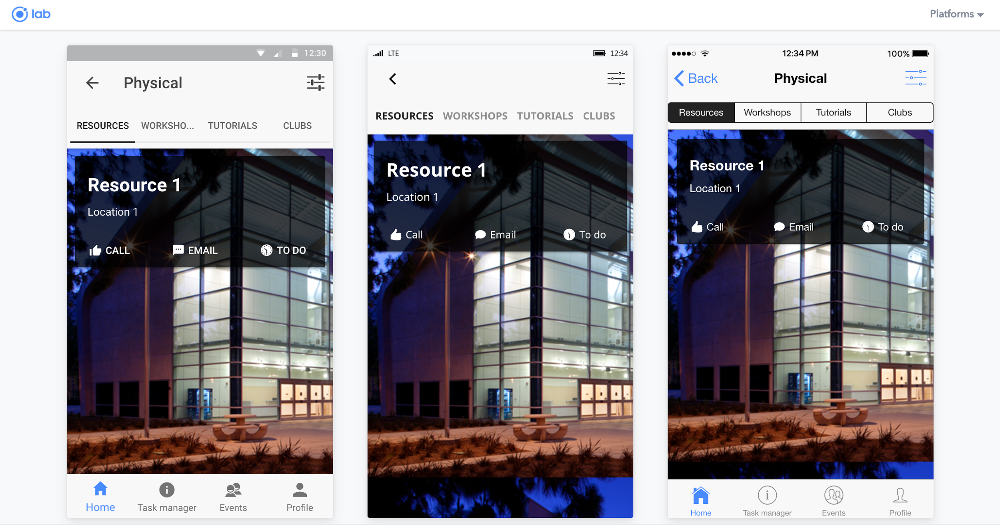 lab
Platforms
12:30
Physical
RESOURCES WORKSHO... TUTORIALS CLUBS
Resource 1
Location 1
CALL EMAIL TO DO
Home Task manager Events Profile
LTE 12:34
RESOURCES WORKSHOPS TUTORIALS CLUBS
Resource 1
Location 1
Call Email To do
12:34 PM 100%
Back Physical
Resources Workshops Tutorials Clubs
Resource 1
Location 1
Call Email To do
Home Task manager Events Profile